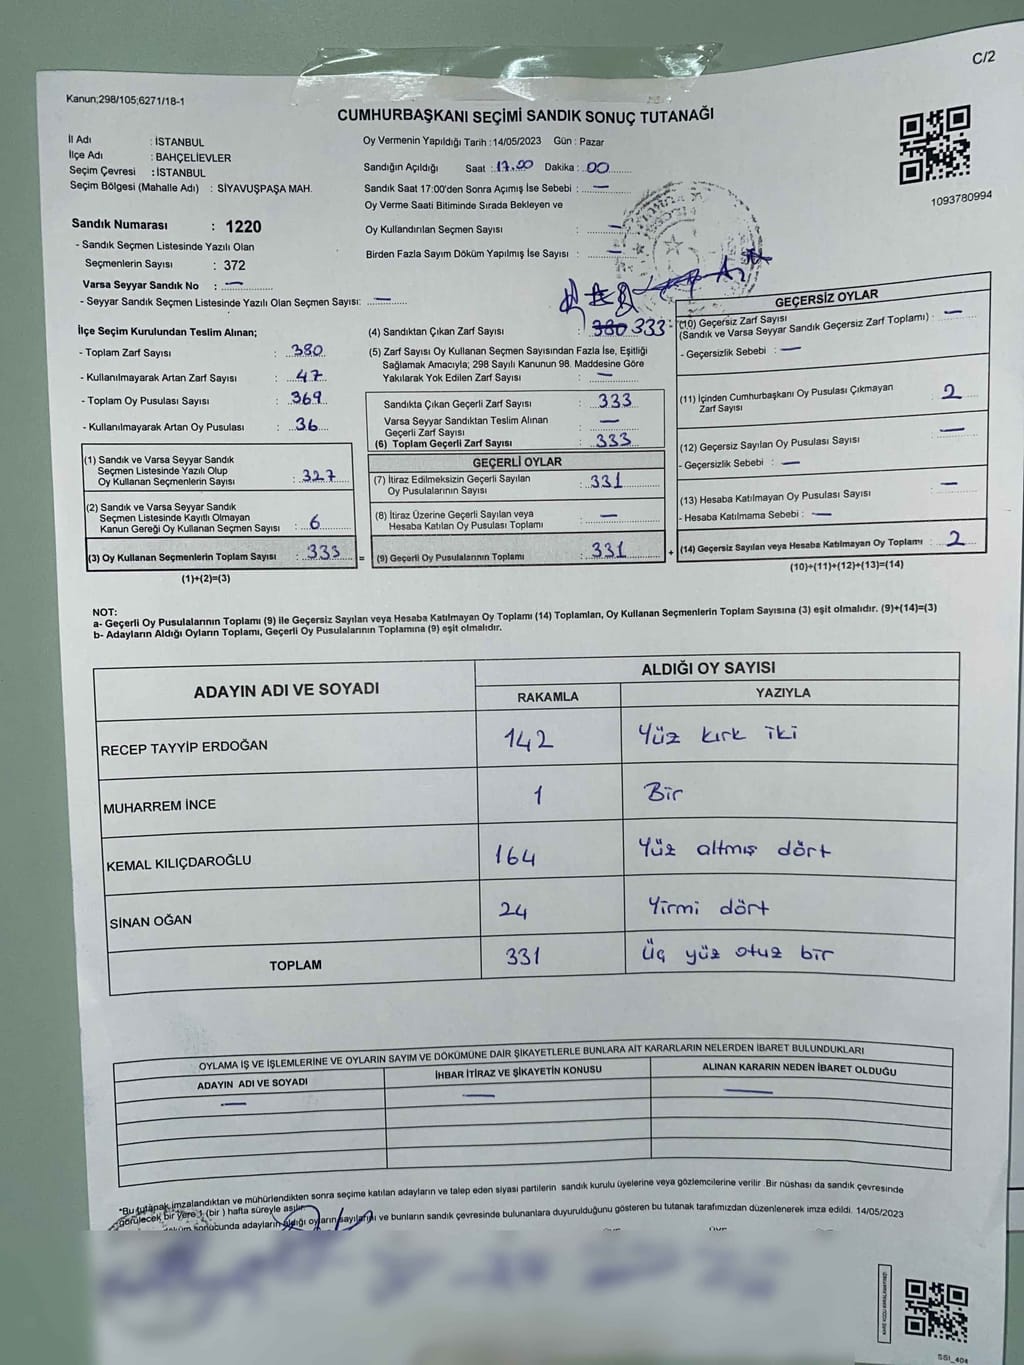 C/2
Kanun,298/105;6271/18-1
CUMHURBAŞKANI SEÇİMİ SANDIK SONUÇ TUTANAĞI
İl Adı : İSTANBUL
İlçe Adı : BAHÇELİEVLER
Seçim Çevresi : İSTANBUL
Seçim Bölgesi (Mahalle Adı) : SİYAVUŞPAŞA MAH.
Oy Vermenin Yapıldığı Tarih : 14/05/2023 Gün : Pazar
Sandığın Açıldığı Saat : 17.00 Dakika : 00
Sandık Saat 17:00'den Sonra Açımış İse Sebebi : —
Oy Verme Saati Bitiminde Sırada Bekleyen ve
Oy Kullandırılan Seçmen Sayısı : —
Birden Fazla Sayım Döküm Yapılmış İse Sayısı : —
1093780994
Sandık Numarası : 1220
- Sandık Seçmen Listesinde Yazılı Olan
Seçmenlerin Sayısı : 372
Varsa Seyyar Sandık No : —
- Seyyar Sandık Seçmen Listesinde Yazılı Olan Seçmen Sayısı: —
İlçe Seçim Kurulundan Teslim Alınan;
- Toplam Zarf Sayısı : 380
- Kullanılmayarak Artan Zarf Sayısı : 47
- Toplam Oy Pusulası Sayısı : 369
- Kullanılmayarak Artan Oy Pusulası : 36
(1) Sandık ve Varsa Seyyar Sandık
Seçmen Listesinde Yazılı Olup
Oy Kullanan Seçmenlerin Sayısı : 327
(2) Sandık ve Varsa Seyyar Sandık
Seçmen Listesinde Kayıtlı Olmayan
Kanun Gereği Oy Kullanan Seçmen Sayısı : 6
(3) Oy Kullanan Seçmenlerin Toplam Sayısı : 333 =
(1)+(2)=(3)
(4) Sandıktan Çıkan Zarf Sayısı : 380 333
(5) Zarf Sayısı Oy Kullanan Seçmen Sayısından Fazla İse, Eşitliği
Sağlamak Amacıyla; 298 Sayılı Kanunun 98. Maddesine Göre
Yakılarak Yok Edilen Zarf Sayısı : —
Sandıkta Çıkan Geçerli Zarf Sayısı : 333
Varsa Seyyar Sandıktan Teslim Alınan
Geçerli Zarf Sayısı : —
(6) Toplam Geçerli Zarf Sayısı : 333
GEÇERLİ OYLAR
(7) İtiraz Edilmeksizin Geçerli Sayılan
Oy Pusulalarının Sayısı : 331
(8) İtiraz Üzerine Geçerli Sayılan veya
Hesaba Katılan Oy Pusulası Toplamı : —
(9) Geçerli Oy Pusulalarının Toplamı : 331 +
GEÇERSİZ OYLAR
(10) Geçersiz Zarf Sayısı
(Sandık ve Varsa Seyyar Sandık Geçersiz Zarf Toplamı) : —
- Geçersizlik Sebebi : —
(11) İçinden Cumhurbaşkanı Oy Pusulası Çıkmayan
Zarf Sayısı : 2
(12) Geçersiz Sayılan Oy Pusulası Sayısı : —
- Geçersizlik Sebebi : —
(13) Hesaba Katılmayan Oy Pusulası Sayısı : —
- Hesaba Katılmama Sebebi : —
(14) Geçersiz Sayılan veya Hesaba Katılmayan Oy Toplamı : 2
(10)+(11)+(12)+(13)=(14)
NOT:
a- Geçerli Oy Pusulalarının Toplamı (9) ile Geçersiz Sayılan veya Hesaba Katılmayan Oy Toplamı (14) Toplamları, Oy Kullanan Seçmenlerin Toplam Sayısına (3) eşit olmalıdır. (9)+(14)=(3)
b- Adayların Aldığı Oyların Toplamı, Geçerli Oy Pusulalarının Toplamına (9) eşit olmalıdır.
ADAYIN ADI VE SOYADI
ALDIĞI OY SAYISI
RAKAMLA YAZIYLA
RECEP TAYYİP ERDOĞAN 142 Yüz kırk iki
MUHARREM İNCE 1 Bir
KEMAL KILIÇDAROĞLU 164 Yüz altmış dört
SİNAN OĞAN 24 Yirmi dört
TOPLAM 331 Üç yüz otuz bir
OYLAMA İŞ VE İŞLEMLERİNE VE OYLARIN SAYIM VE DÖKÜMÜNE DAİR ŞİKAYETLERLE BUNLARA AİT KARARLARIN NELERDEN İBARET BULUNDUKLARI
ADAYIN ADI VE SOYADI İHBAR İTİRAZ VE ŞİKAYETİN KONUSU ALINAN KARARIN NEDEN İBARET OLDUĞU
— — —
*Bu tutanak imzalandıktan ve mühürlendikten sonra seçime katılan adayların ve talep eden siyasi partilerin sandık kurulu üyelerine veya gözlemcilerine verilir .Bir nüshası da sandık çevresinde
görülecek bir yere 1 (bir ) hafta süreyle asılır.
sonucunda adayların aldığı oyların sayılarını ve bunların sandık çevresinde bulunanlara duyurulduğunu gösteren bu tutanak tarafımızdan düzenlenerek imza edildi. 14/05/2023
SSI_404